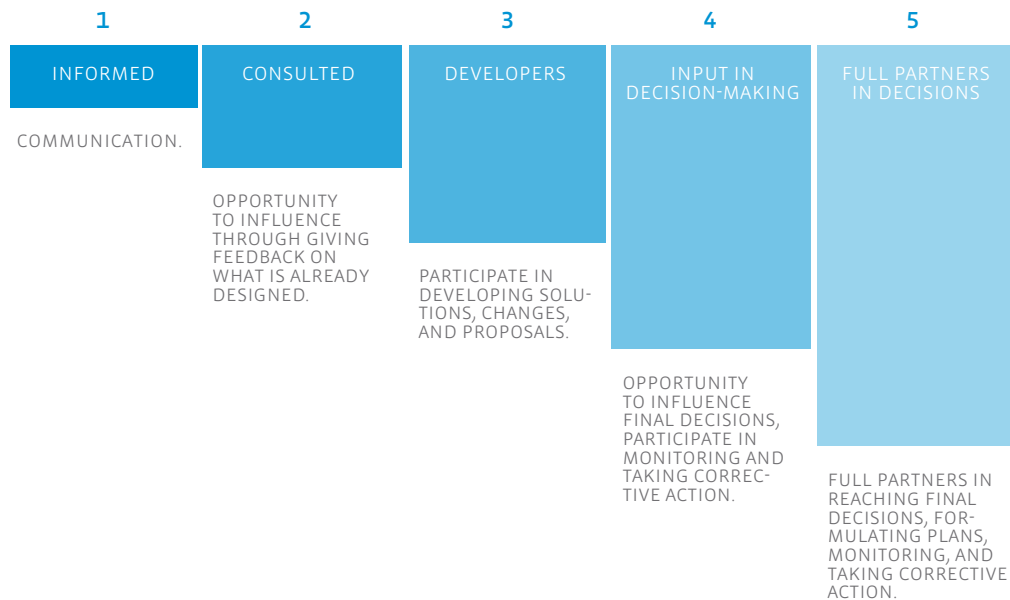 1
INFORMED
COMMUNICATION.
2
CONSULTED
OPPORTUNITY
TO INFLUENCE
THROUGH GIVING
FEEDBACK ON
WHAT IS ALREADY
DESIGNED.
3
DEVELOPERS
PARTICIPATE IN
DEVELOPING SOLU-
TIONS, CHANGES,
AND PROPOSALS.
4
INPUT IN
DECISION-MAKING
OPPORTUNITY
TO INFLUENCE
FINAL DECISIONS,
PARTICIPATE IN
MONITORING AND
TAKING CORREC-
TIVE ACTION.
5
FULL PARTNERS
IN DECISIONS
FULL PARTNERS IN
REACHING FINAL
DECISIONS, FOR-
MULATING PLANS,
MONITORING, AND
TAKING CORRECTIVE
ACTION.